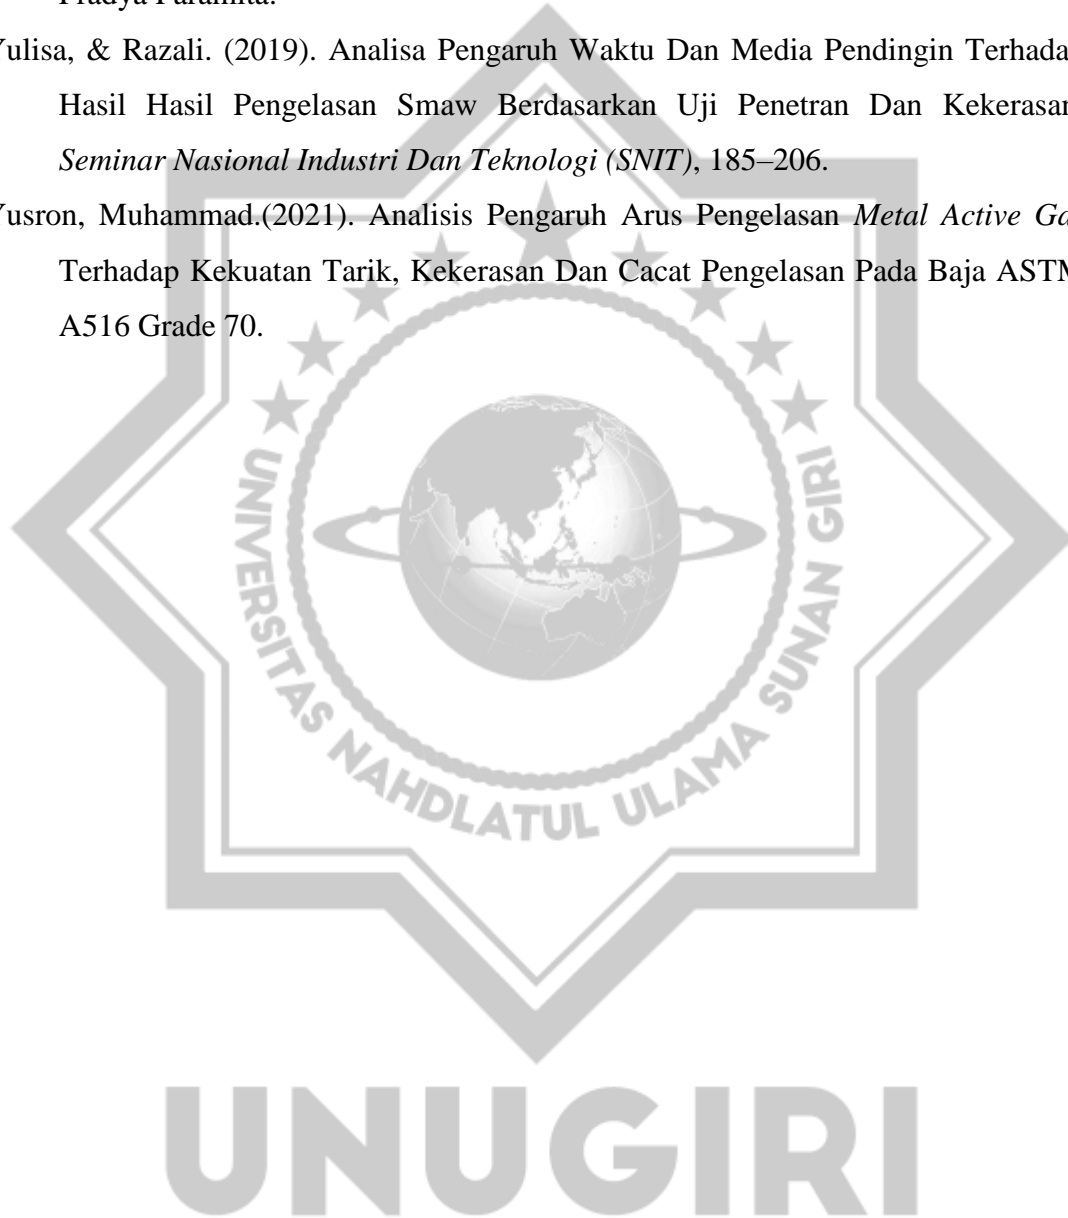 Pradya Paramita.
Yulisa, & Razali. (2019). Analisa Pengaruh Waktu Dan Media Pendingin Terhada
Hasil Hasil Pengelasan Smaw Berdasarkan Uji Penetran Dan Kekerasan
Seminar Nasional Industri Dan Teknologi (SNIT), 185–206.
Yusron, Muhammad.(2021). Analisis Pengaruh Arus Pengelasan Metal Active Ga
Terhadap Kekuatan Tarik, Kekerasan Dan Cacat Pengelasan Pada Baja ASTM
A516 Grade 70.
UNIVERSITAS NAHDLATUL ULAMA SUNAN GIRI
UNUGIRI